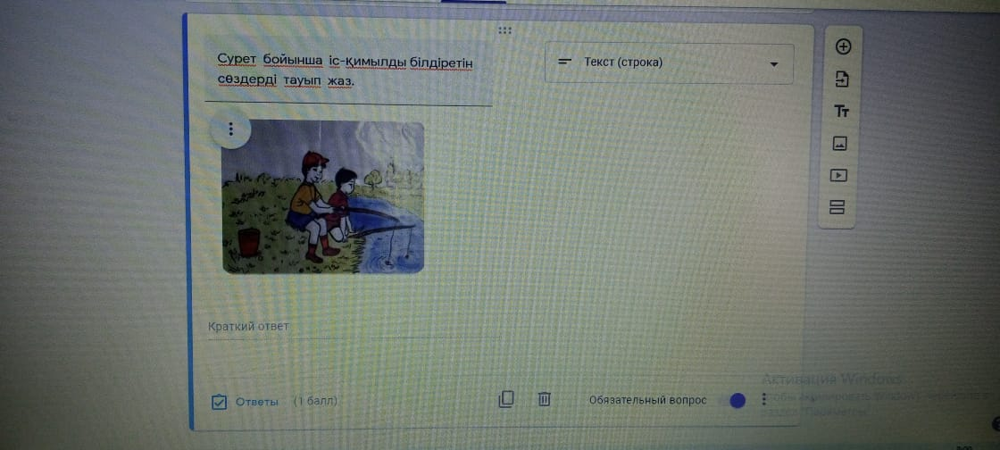 Сурет бойынша іс-қимылды білдіретін
сөздерді тауып жаз.
Текст (строка)
Tт
Краткий ответ
Ответы (1 балл)
Обязательный вопрос
Активация Windows